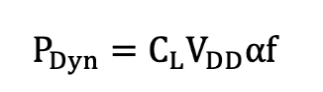 P_Dyn = C_L V_DD αf